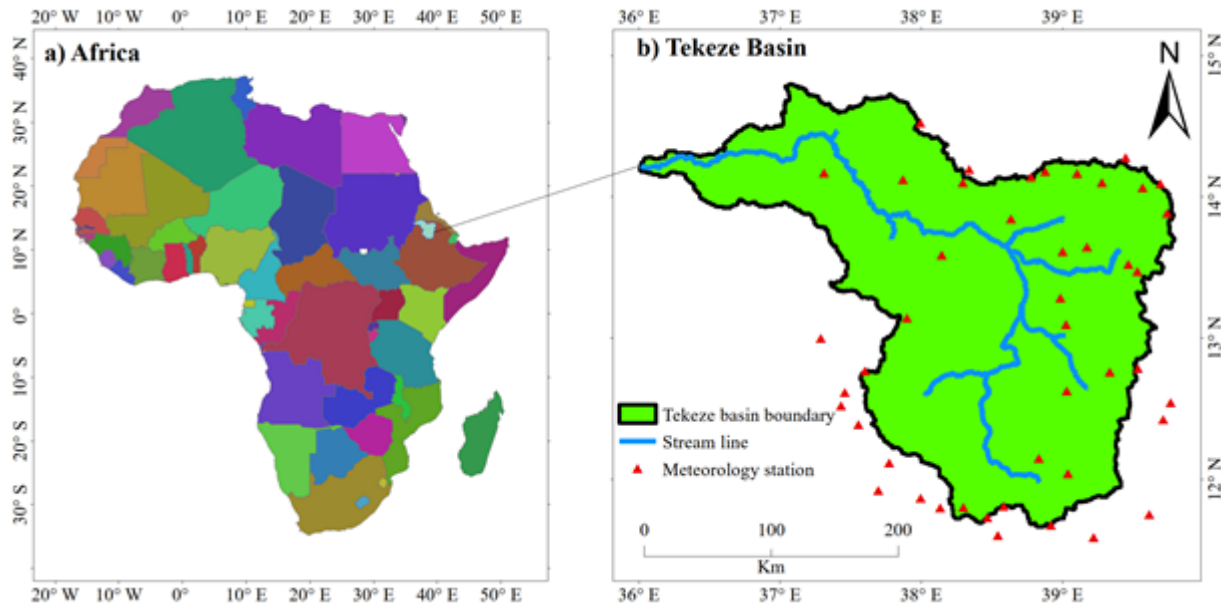 20° W 10° W 0° 10° E 20° E 30° E 40° E 50° E
36° E 37° E 38° E 39° E
a) Africa
b) Tekeze Basin
N
40° N
30° N
20° N
10° N
0°
10° S
20° S
30° S
15° N
14° N
13° N
12° N
Tekeze basin boundary
Stream line
Meteorology station
0 100 200
Km
20° W 10° W 0° 10° E 20° E 30° E 40° E 50° E
36° E 37° E 38° E 39° E